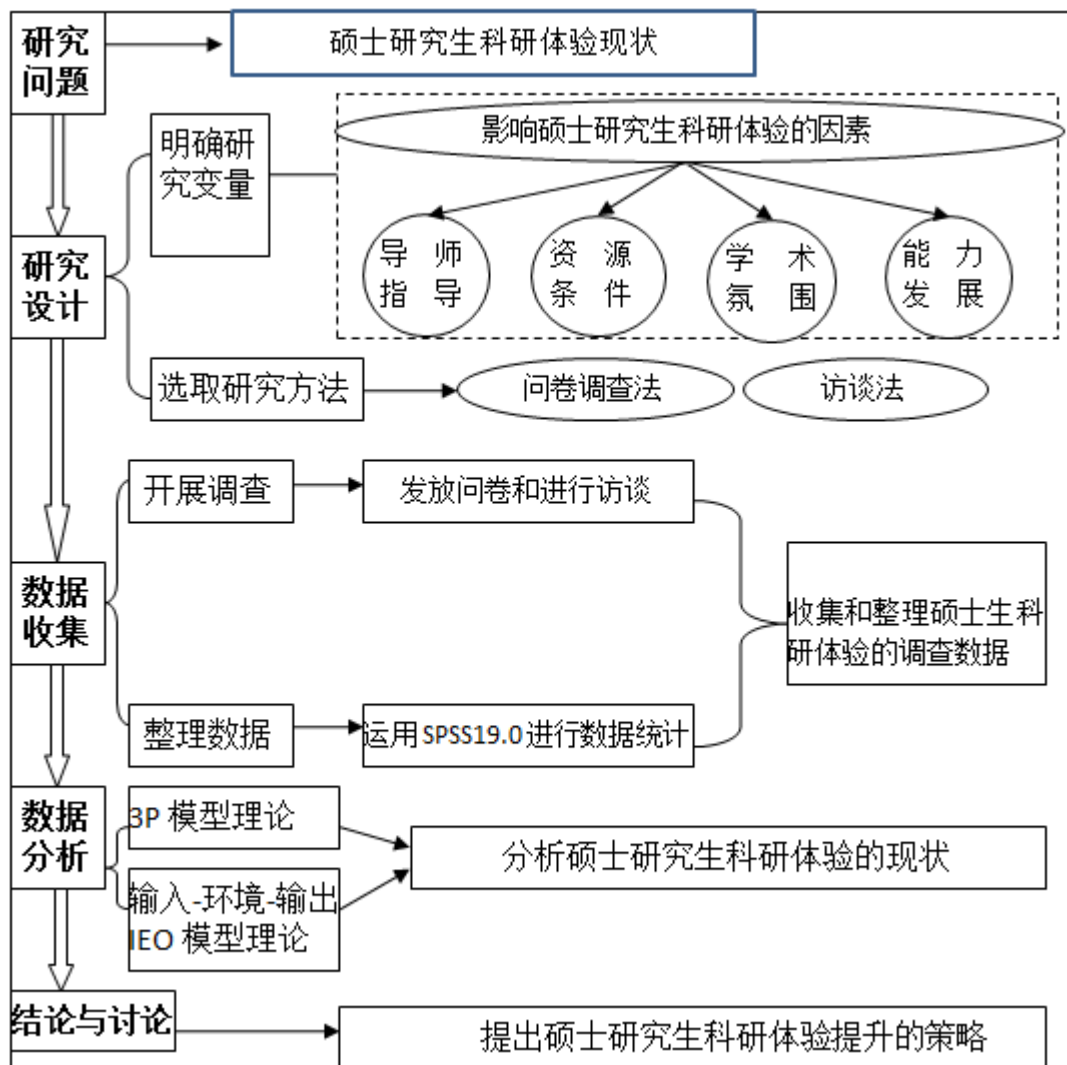 研究
问题
硕士研究生科研体验现状
明确研
究变量
影响硕士研究生科研体验的因素
导 师
指 导
资 源
条 件
学 术
氛 围
能 力
发 展
研究
设计
选取研究方法
问卷调查法
访谈法
开展调查
发放问卷和进行访谈
数据
收集
收集和整理硕士生科
研体验的调查数据
整理数据
运用 SPSS19.0 进行数据统计
数据
分析
3P 模型理论
输入-环境-输出
IEO 模型理论
分析硕士研究生科研体验的现状
结论与讨论
提出硕士研究生科研体验提升的策略